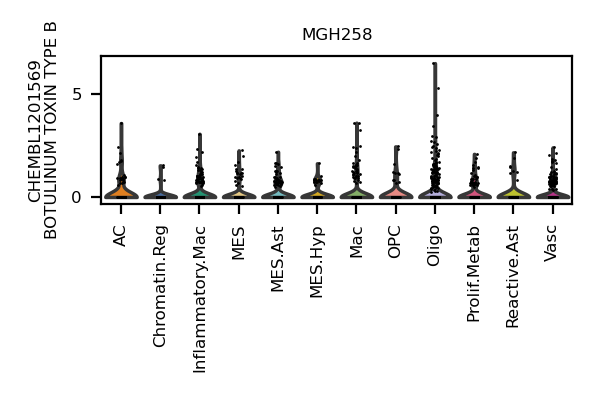 MGH258
CHEMBL1201569
BOTULINUM TOXIN TYPE B
5
0
AC
Chromatin.Reg
Inflammatory.Mac
MES
MES.Ast
MES.Hyp
Mac
OPC
Oligo
Prolif.Metab
Reactive.Ast
Vasc